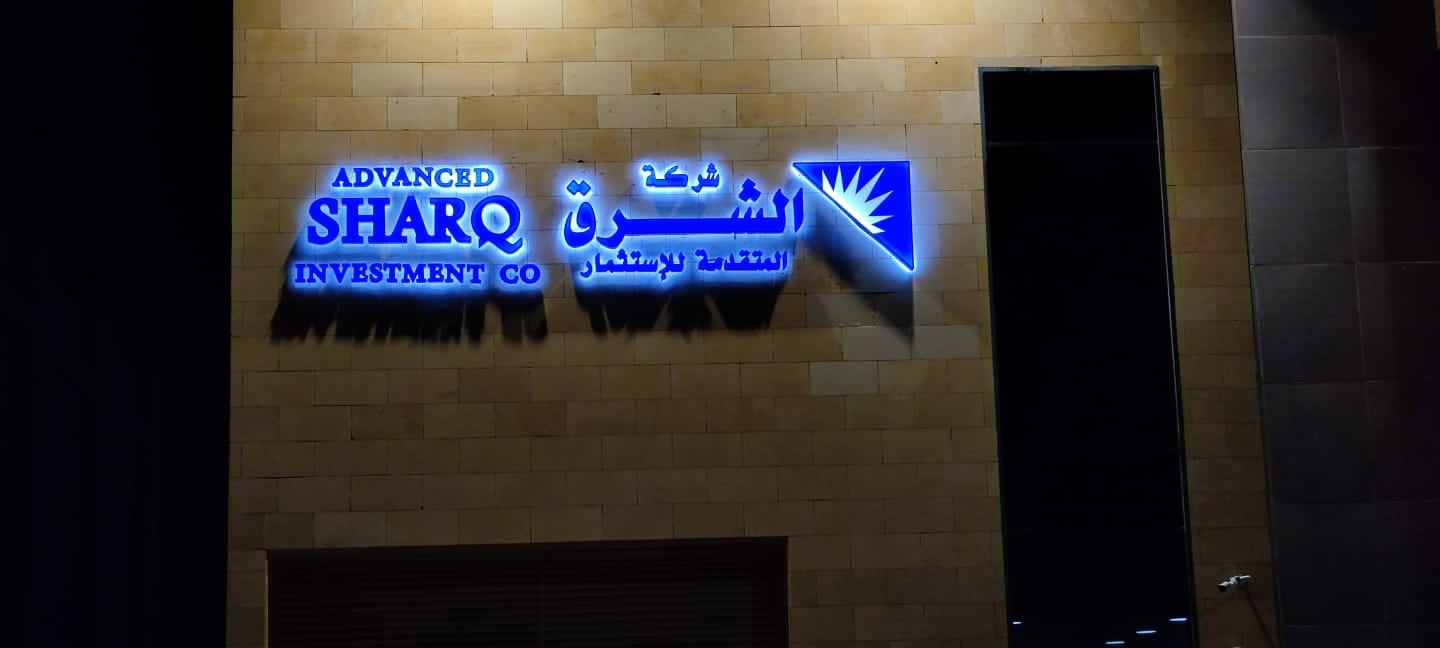 ADVANCED
SHARQ
INVESTMENT CO
شركة
الشرق
المتقدمة للإستثمار